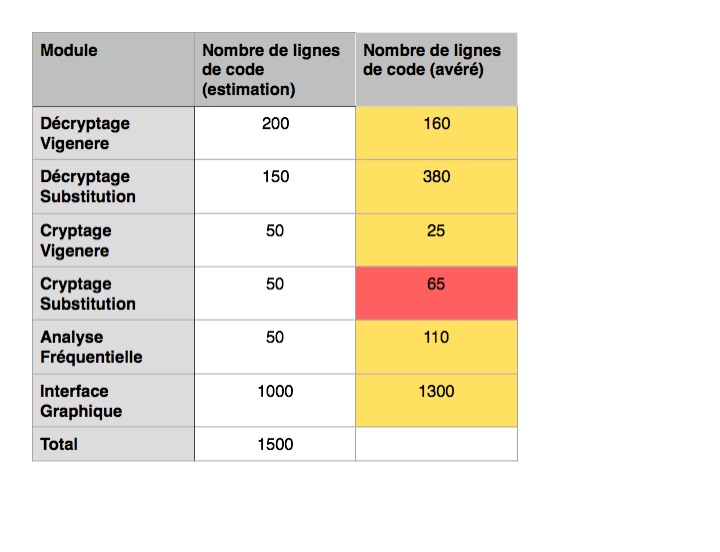 Module
Nombre de lignes
de code
(estimation)
Nombre de lignes
de code (avéré)
Décryptage
Vigenere
200
160
Décryptage
Substitution
150
380
Cryptage
Vigenere
50
25
Cryptage
Substitution
50
65
Analyse
Fréquentielle
50
110
Interface
Graphique
1000
1300
Total
1500